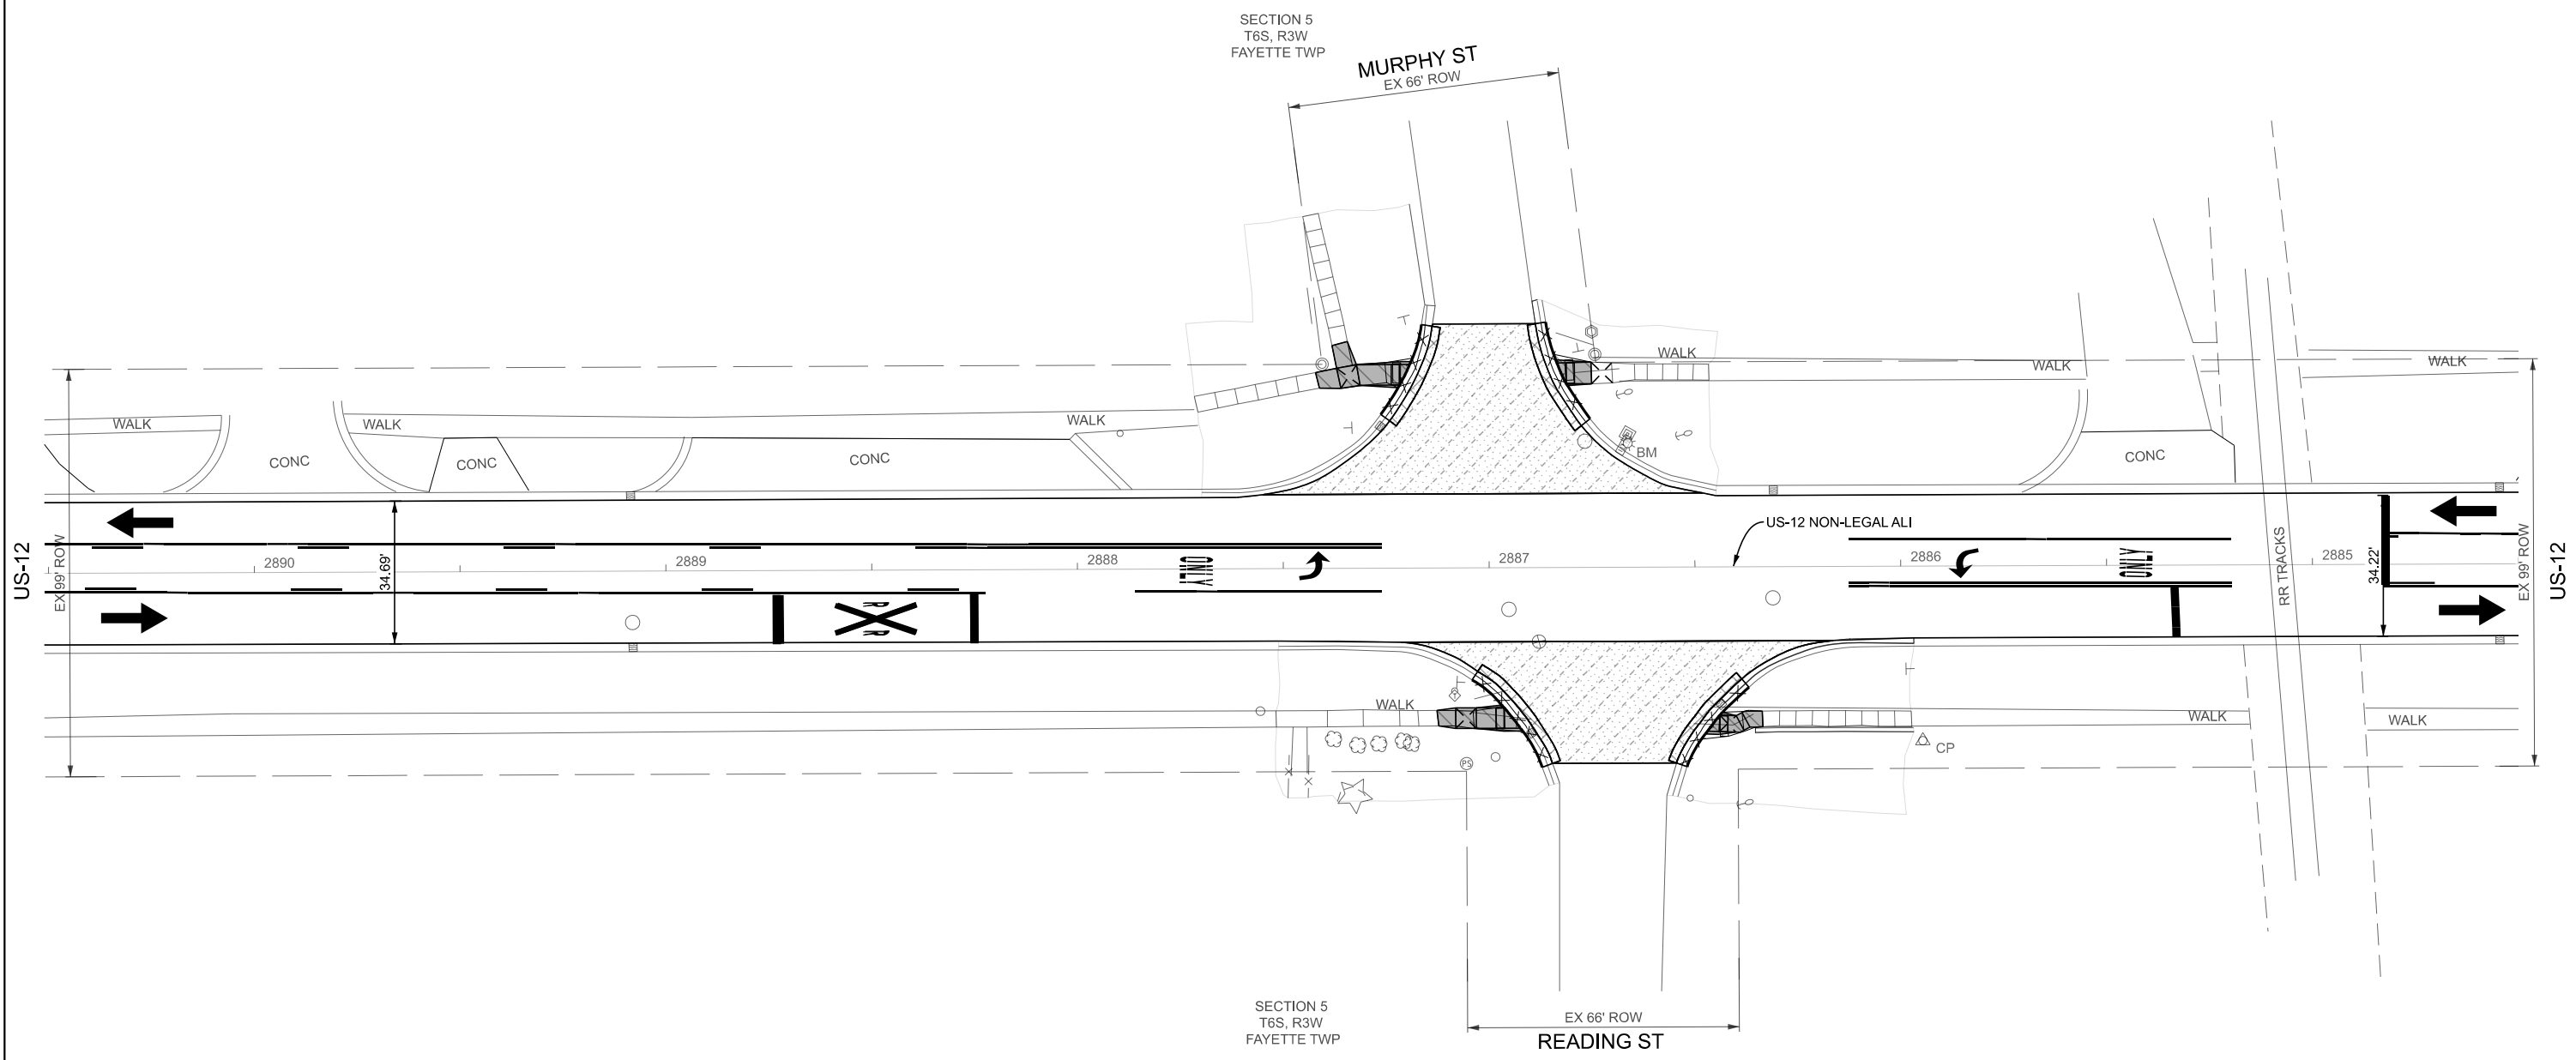 SECTION 5
T6S, R3W
FAYETTE TWP
MURPHY ST
EX 66' ROW
WALK
WALK
WALK
WALK
WALK
WALK
CONC
CONC
CONC
CONC
BM
US-12 NON-LEGAL ALI
US-12
EX 99' ROW
34.69'
2890
2889
2888
2887
2886
2885
ONLY
ONLY
R
R
RR TRACKS
34.22'
EX 99' ROW
US-12
WALK
WALK
WALK
CP
PS
SECTION 5
T6S, R3W
FAYETTE TWP
EX 66' ROW
READING ST